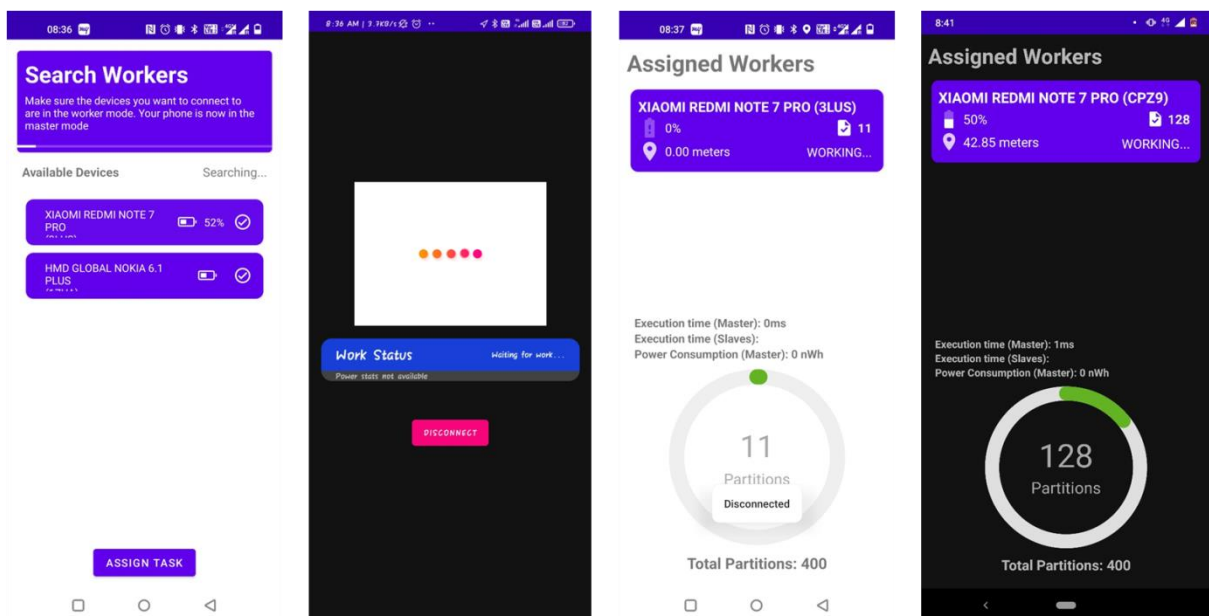 08:36
Search Workers
Make sure the devices you want to connect to
are in the worker mode. Your phone is now in the
master mode
Available Devices Searching...
XIAOMI REDMI NOTE 7
PRO
52%
HMD GLOBAL NOKIA 6.1
PLUS
ASSIGN TASK
8:36 AM | 3.7KB/s
Work Status Waiting for work...
Power stats not available
DISCONNECT
08:37
Assigned Workers
XIAOMI REDMI NOTE 7 PRO (3LUS)
0% 11
0.00 meters WORKING...
Execution time (Master): 0ms
Execution time (Slaves):
Power Consumption (Master): 0 nWh
11
Partitions
Disconnected
Total Partitions: 400
8:41
Assigned Workers
XIAOMI REDMI NOTE 7 PRO (CPZ9)
50% 128
42.85 meters WORKING...
Execution time (Master): 1ms
Execution time (Slaves):
Power Consumption (Master): 0 nWh
128
Partitions
Total Partitions: 400